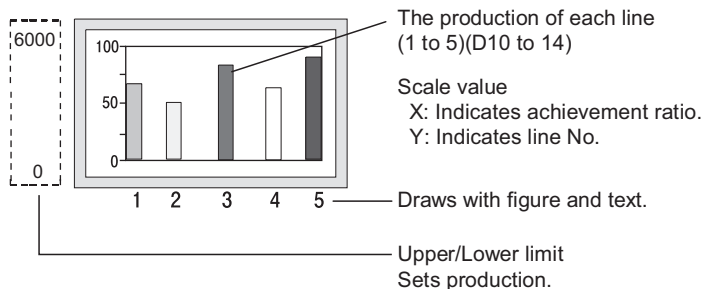 6000
0
100
50
0
1 2 3 4 5
The production of each line
(1 to 5)(D10 to 14)
Scale value
X: Indicates achievement ratio.
Y: Indicates line No.
Draws with figure and text.
Upper/Lower limit
Sets production.